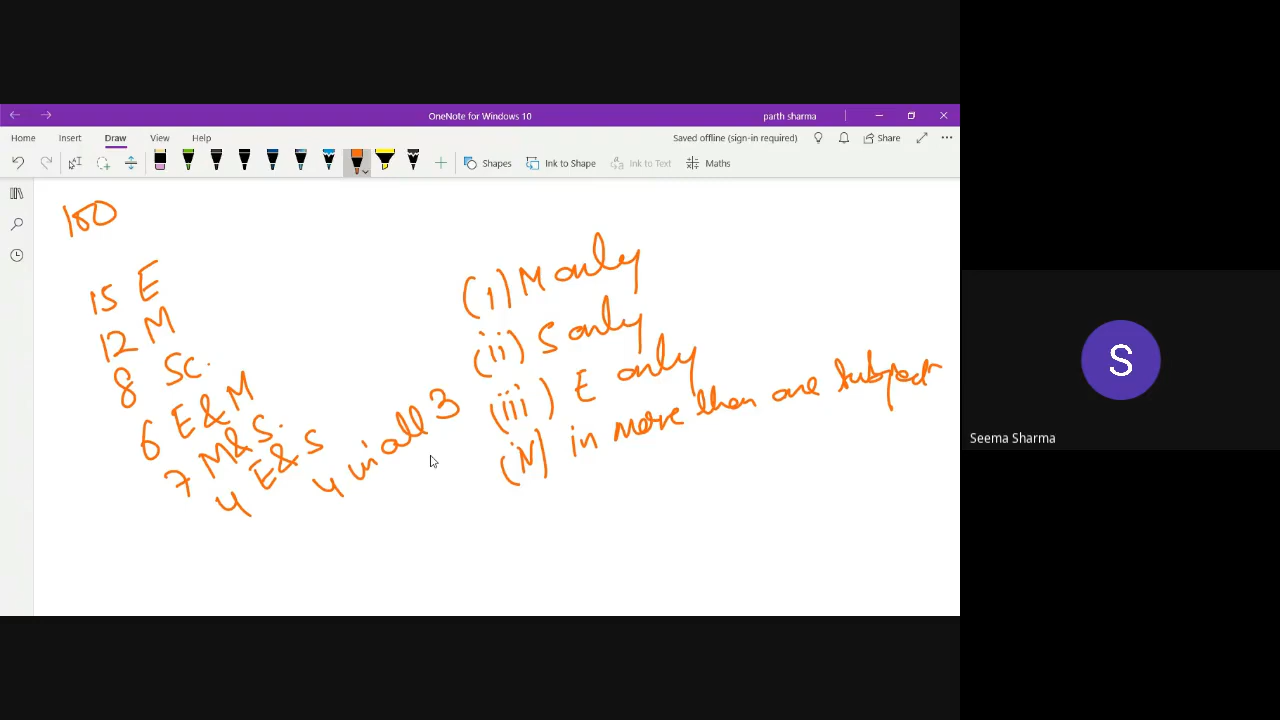 OneNote for Windows 10
parth sharma
Home Insert Draw View Help
Saved offline (sign-in required)
Share
Shapes
Ink to Shape
Ink to Text
Maths
100
15 E
12 M
8 Sc.
6 E & M
7 M & S.
4 E & S
4 in all 3
(i) M only
(ii) S only
(iii) E only
(iv) in more than one subject
S
Seema Sharma